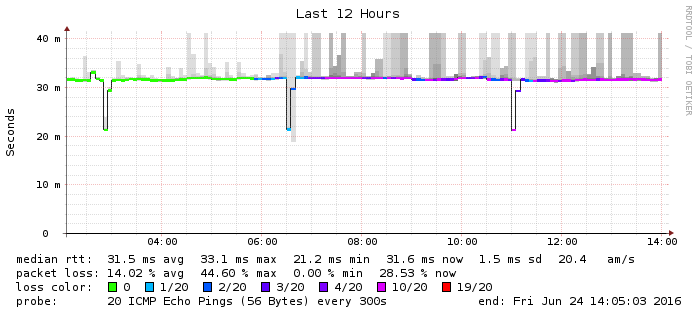 Last 12 Hours
RRDTOOL / TOBI OETIKER
Seconds
40 m
30 m
20 m
10 m
0
04:00 06:00 08:00 10:00 12:00 14:00
median rtt: 31.5 ms avg 33.1 ms max 21.2 ms min 31.6 ms now 1.5 ms sd 20.4 am/s
packet loss: 14.02 % avg 44.60 % max 0.00 % min 28.53 % now
loss color: 0 1/20 2/20 3/20 4/20 10/20 19/20
probe: 20 ICMP Echo Pings (56 Bytes) every 300s end: Fri Jun 24 14:05:03 2016